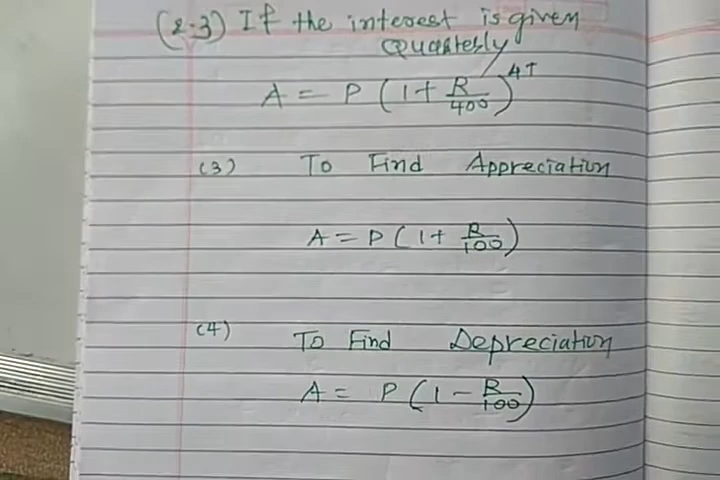 (2.3) If the interest is given
Quarterly
A = P (1 + R/400)^4T
(3) To Find Appreciation
A = P (1 + R/100)
(4) To Find Depreciation
A = P (1 - R/100)